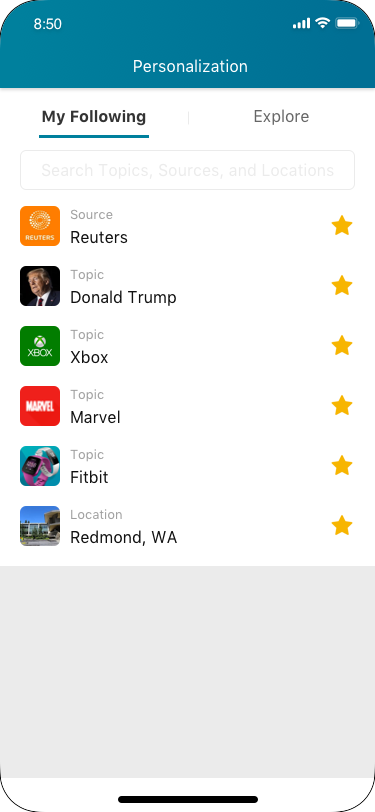 8:50
Personalization
My Following
Explore
Search Topics, Sources, and Locations
Source
REUTERS
Reuters
Topic
Donald Trump
Topic
XBOX
Xbox
Topic
MARVEL
Marvel
Topic
Fitbit
Location
Redmond, WA